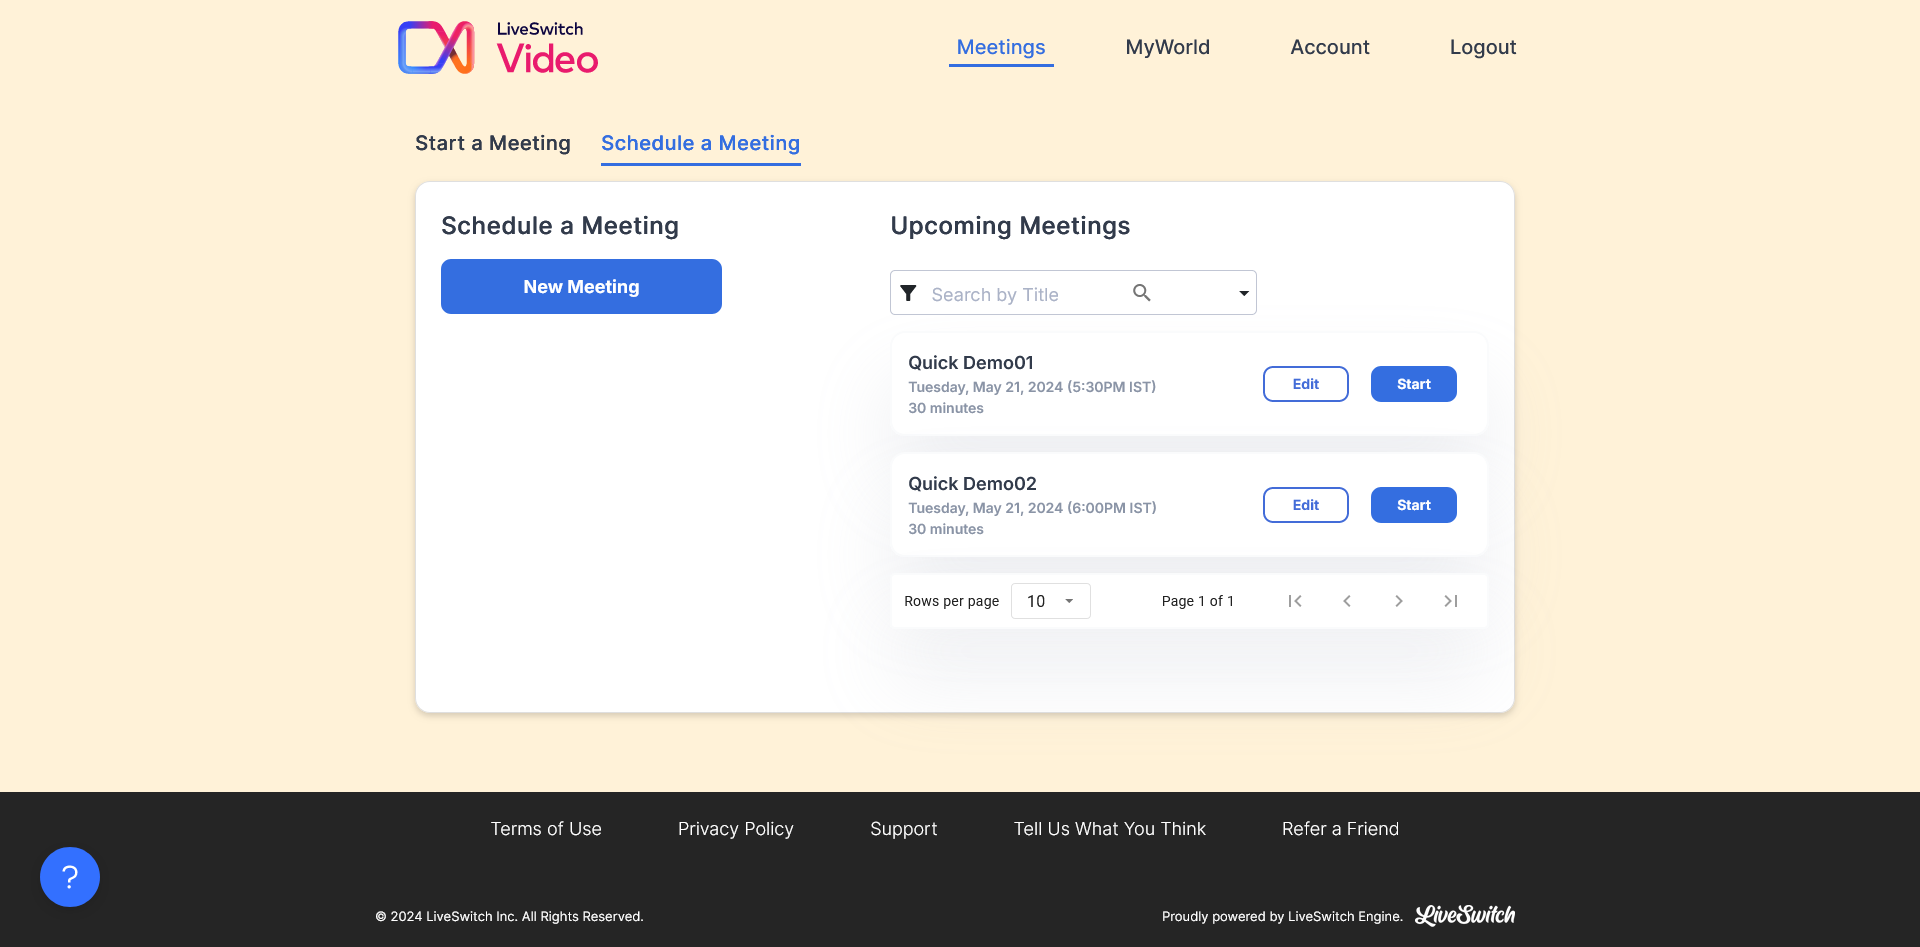 LiveSwitch
Video
Meetings
MyWorld
Account
Logout
Start a Meeting
Schedule a Meeting
Schedule a Meeting
New Meeting
Upcoming Meetings
Search by Title
Quick Demo01
Tuesday, May 21, 2024 (5:30PM IST)
30 minutes
Edit
Start
Quick Demo02
Tuesday, May 21, 2024 (6:00PM IST)
30 minutes
Edit
Start
Rows per page
10
Page 1 of 1
Terms of Use
Privacy Policy
Support
Tell Us What You Think
Refer a Friend
?
© 2024 LiveSwitch Inc. All Rights Reserved.
Proudly powered by LiveSwitch Engine.
LiveSwitch